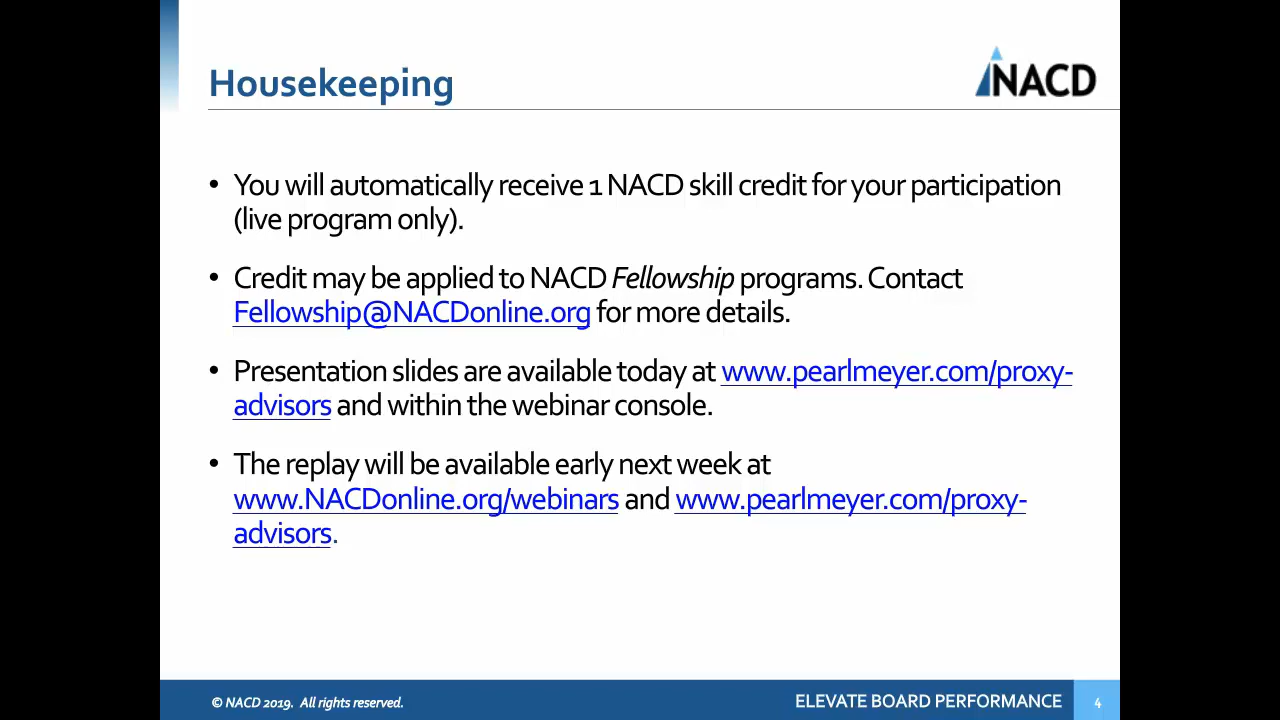 Housekeeping
NACD
• You will automatically receive 1 NACD skill credit for your participation
(live program only).
• Credit may be applied to NACD Fellowship programs. Contact
Fellowship@NACDonline.org for more details.
• Presentation slides are available today at www.pearlmeyer.com/proxy-
advisors and within the webinar console.
• The replay will be available early next week at
www.NACDonline.org/webinars and www.pearlmeyer.com/proxy-
advisors.
© NACD 2019. All rights reserved.
ELEVATE BOARD PERFORMANCE
4